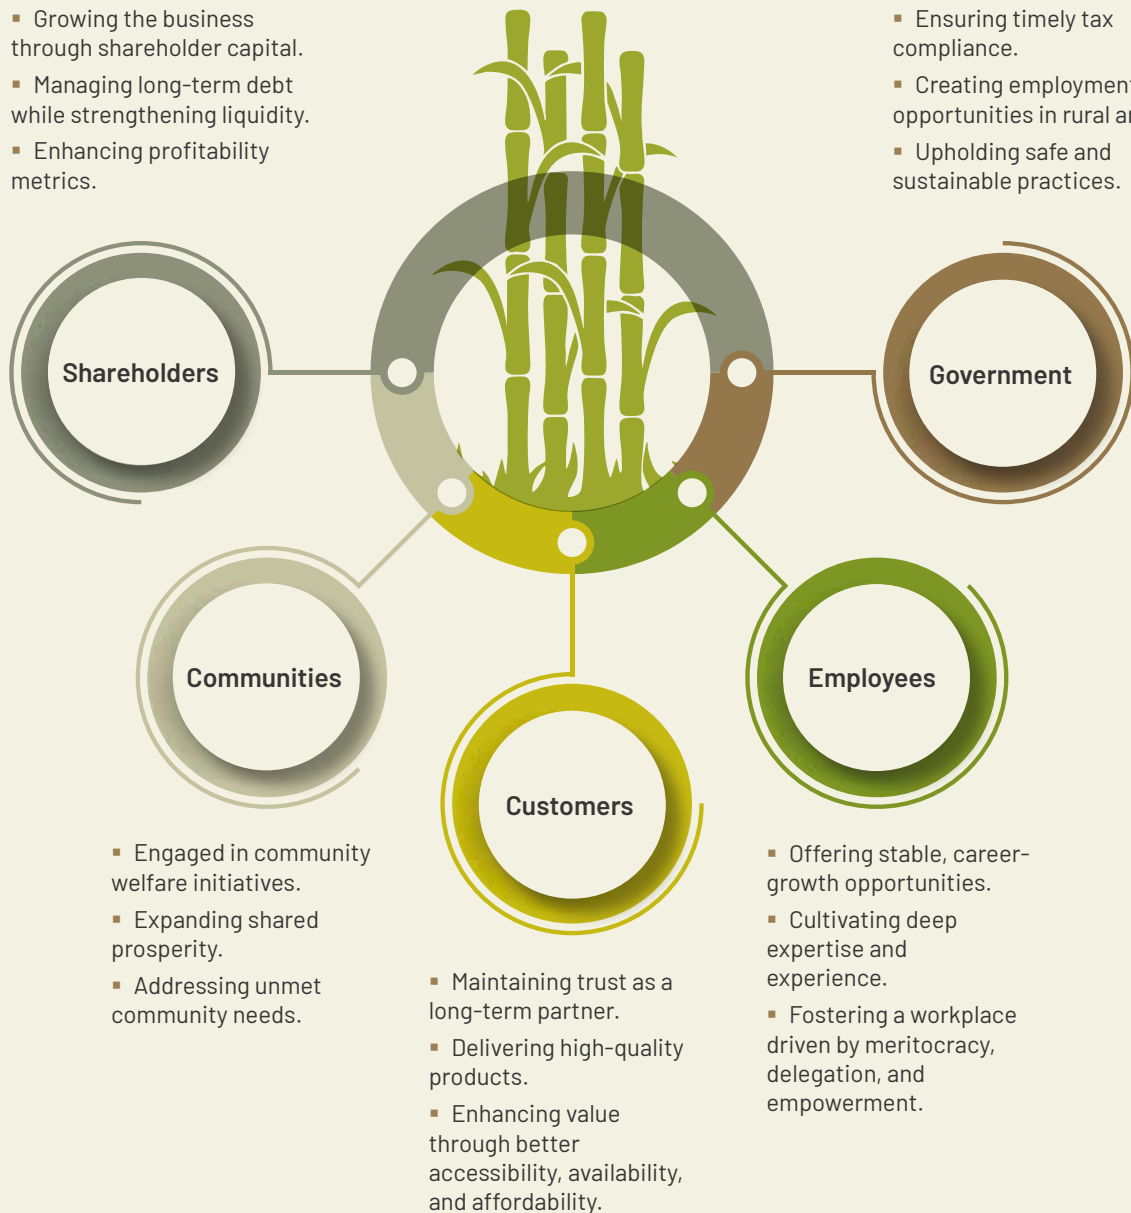 ▪ Growing the business
through shareholder capital.
▪ Managing long-term debt
while strengthening liquidity.
▪ Enhancing profitability
metrics.
▪ Ensuring timely tax
compliance.
▪ Creating employment
opportunities in rural
▪ Upholding safe and
sustainable practices.
Shareholders
Government
Communities
Employees
Customers
▪ Engaged in community
welfare initiatives.
▪ Expanding shared
prosperity.
▪ Addressing unmet
community needs.
▪ Maintaining trust as a
long-term partner.
▪ Delivering high-quality
products.
▪ Enhancing value
through better
accessibility, availability,
and affordability.
▪ Offering stable, career-
growth opportunities.
▪ Cultivating deep
expertise and
experience.
▪ Fostering a workplace
driven by meritocracy,
delegation, and
empowerment.